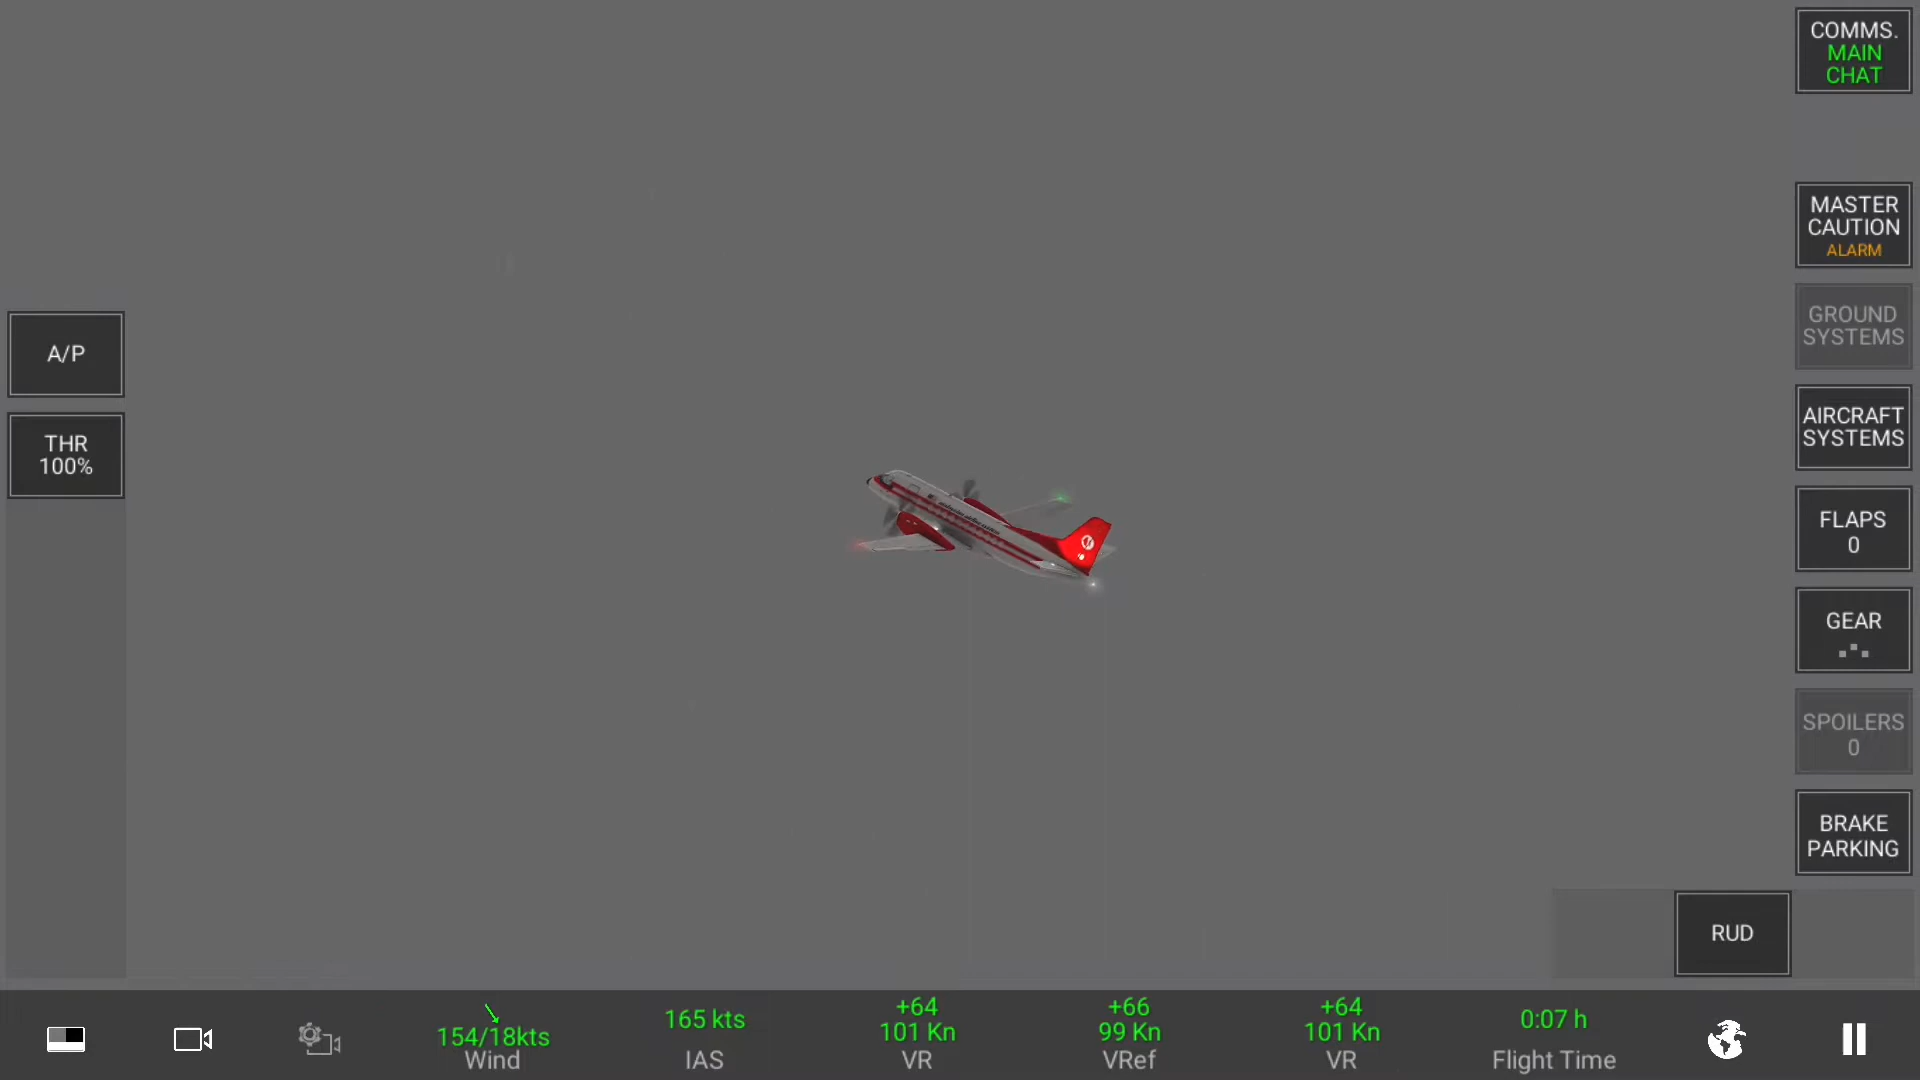 COMMS.
MAIN
CHAT
MASTER
CAUTION
ALARM
GROUND
SYSTEMS
A/P
AIRCRAFT
SYSTEMS
THR
100%
FLAPS
0
GEAR
SPOILERS
0
BRAKE
PARKING
RUD
154/18kts
Wind
165 kts
IAS
+64
101 Kn
VR
+66
99 Kn
VRef
+64
101 Kn
VR
0:07 h
Flight Time